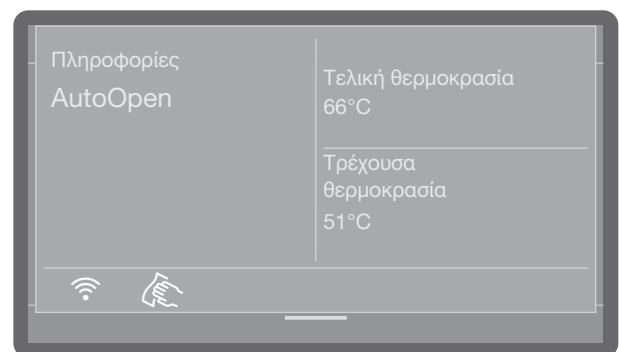 Πληροφορίες
AutoOpen
Τελική θερμοκρασία
66°C
Τρέχουσα
θερμοκρασία
51°C